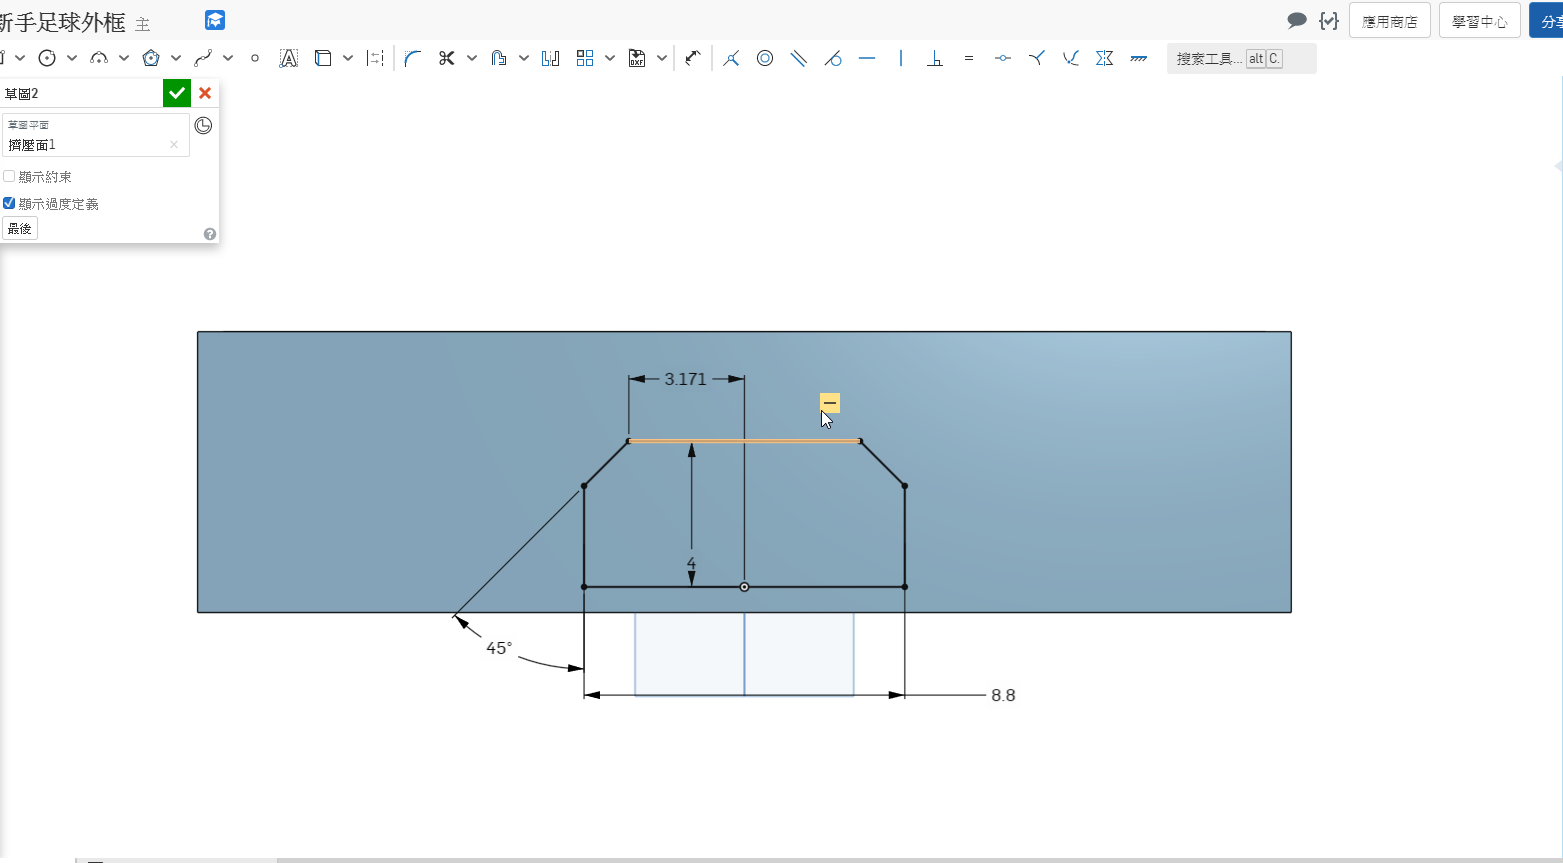 新手足球外框 主
應用商店
學習中心
分享
DXF
搜索工具... alt C.
草圖2
草圖平面
擠壓面1
顯示約束
顯示過度定義
最後
3.171
4
45°
8.8